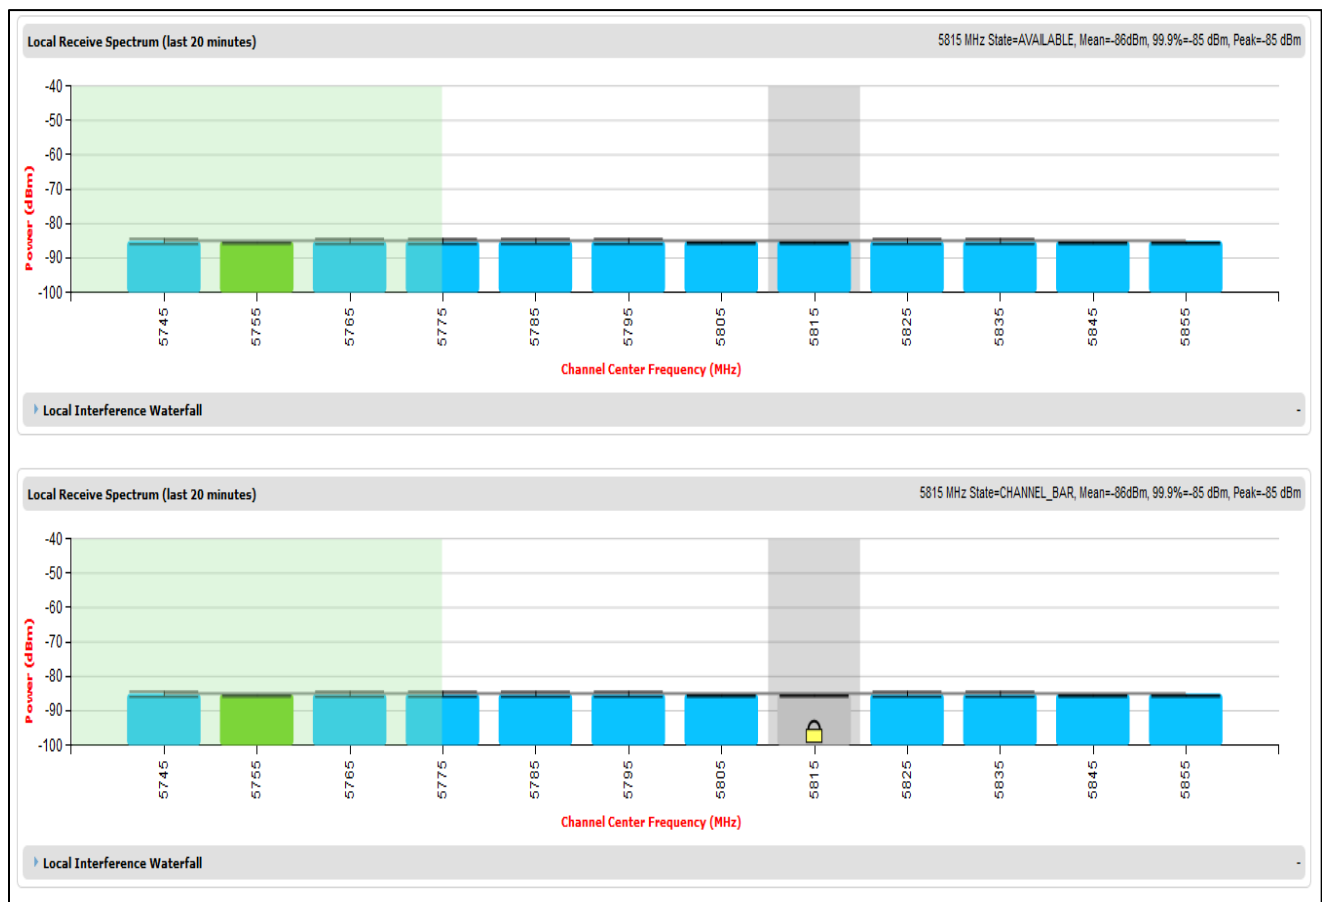 Local Receive Spectrum (last 20 minutes) 5815 MHz State=AVAILABLE, Mean=-86dBm, 99.9%=-85 dBm, Peak=-85 dBm
-40
-50
-60
-70
-80
-90
-100
Power (dBm)
5745 5755 5765 5775 5785 5795 5805 5815 5825 5835 5845 5855
Channel Center Frequency (MHz)
Local Interference Waterfall -
Local Receive Spectrum (last 20 minutes) 5815 MHz State=CHANNEL_BAR, Mean=-86dBm, 99.9%=-85 dBm, Peak=-85 dBm
-40
-50
-60
-70
-80
-90
-100
Power (dBm)
5745 5755 5765 5775 5785 5795 5805 5815 5825 5835 5845 5855
Channel Center Frequency (MHz)
Local Interference Waterfall -